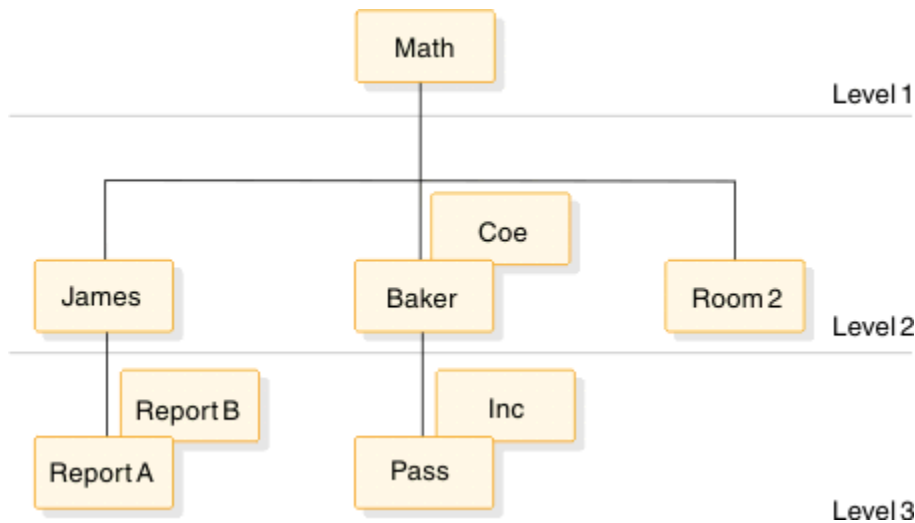 Math
Level 1
Coe
James
Baker
Room 2
Level 2
Report B
Inc
Report A
Pass
Level 3